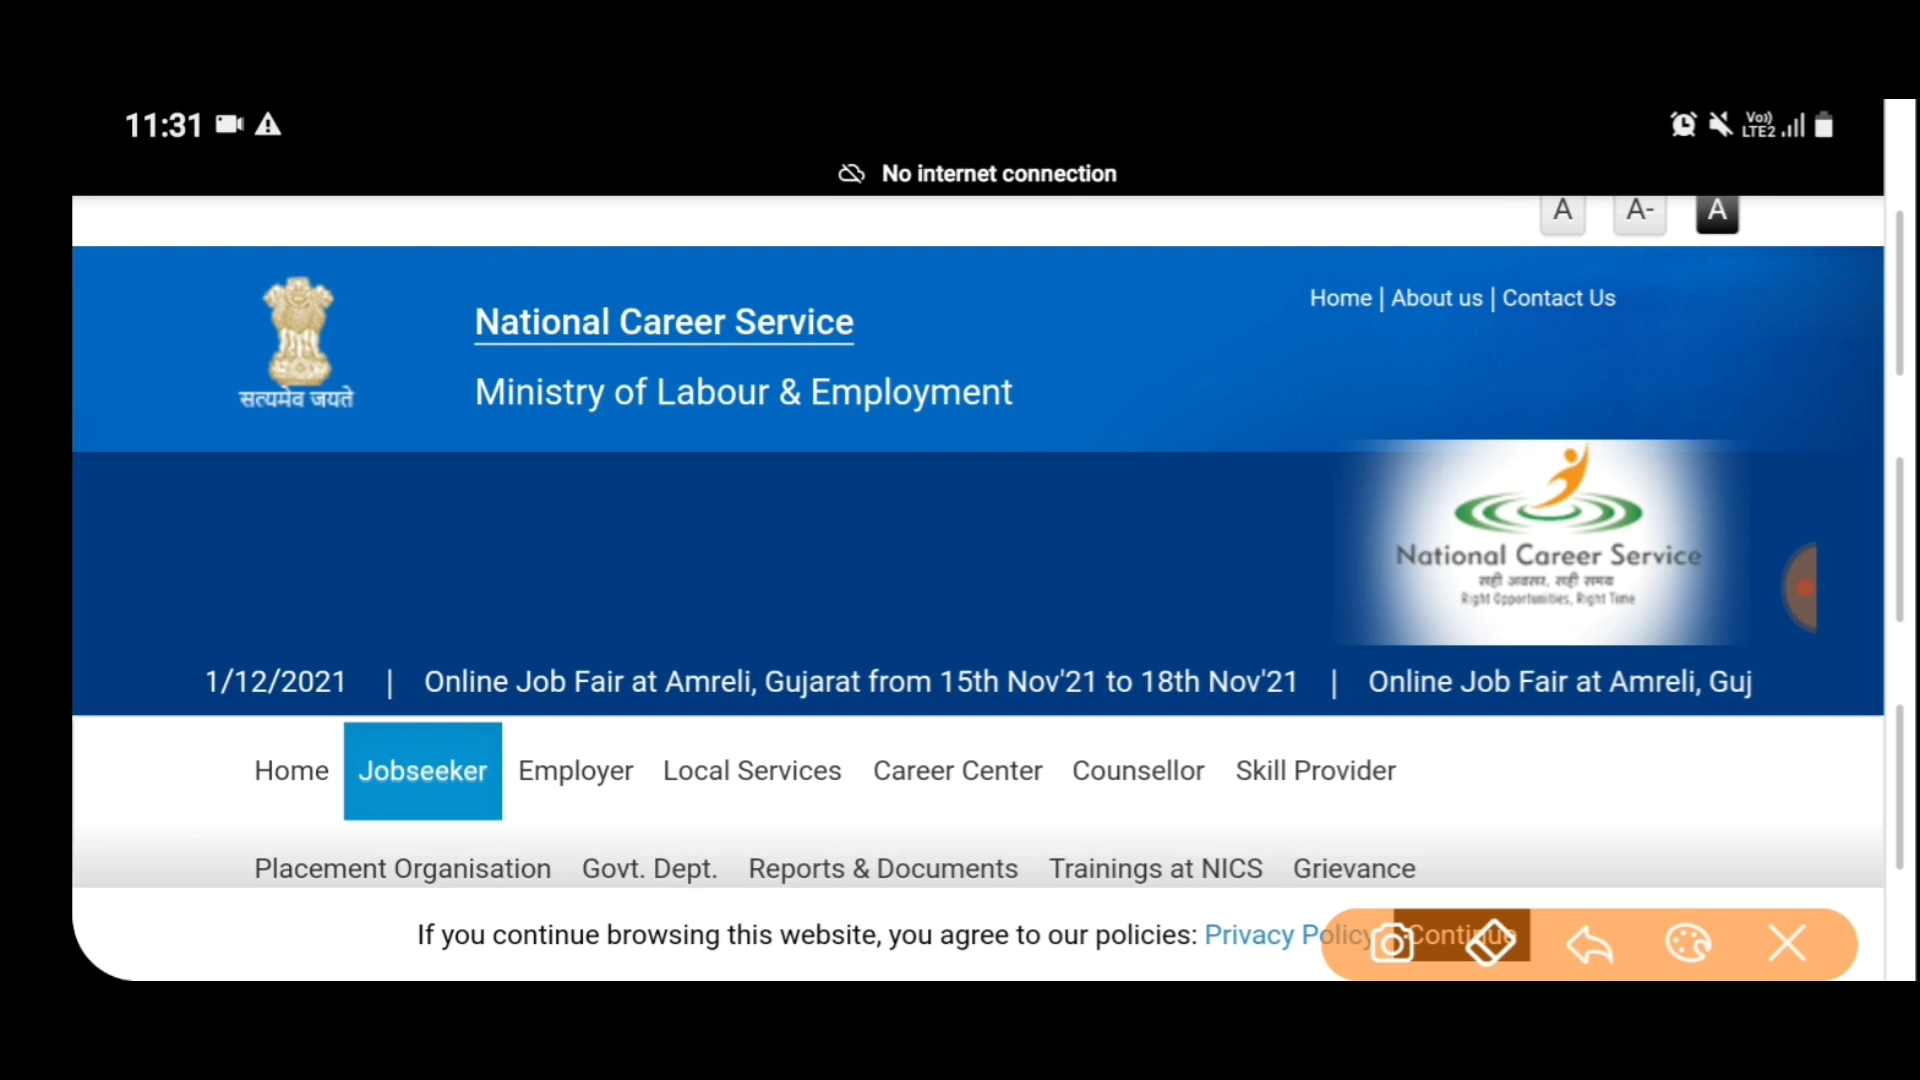 11:31
Vo)) LTE2
No internet connection
A A- A
Home | About us | Contact Us
National Career Service
Ministry of Labour & Employment
सत्यमेव जयते
National Career Service
सही अवसर, सही समय
Right Opportunities, Right Time
1/12/2021 | Online Job Fair at Amreli, Gujarat from 15th Nov'21 to 18th Nov'21 | Online Job Fair at Amreli, Guj
Home Jobseeker Employer Local Services Career Center Counsellor Skill Provider
Placement Organisation Govt. Dept. Reports & Documents Trainings at NICS Grievance
If you continue browsing this website, you agree to our policies: Privacy Policy Continue